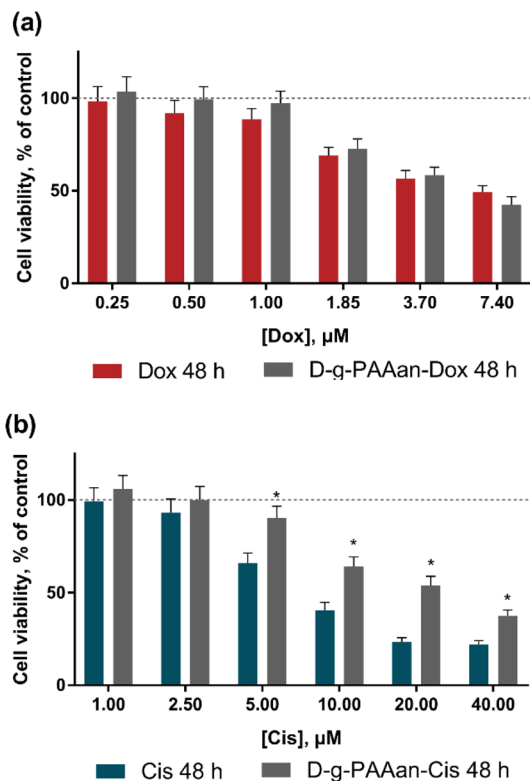 (a)
Cell viability, % of control
100
50
0
0.25 0.50 1.00 1.85 3.70 7.40
[Dox], µM
Dox 48 h D-g-PAAan-Dox 48 h
(b)
Cell viability, % of control
100
50
0
* * * *
1.00 2.50 5.00 10.00 20.00 40.00
[Cis], µM
Cis 48 h D-g-PAAan-Cis 48 h